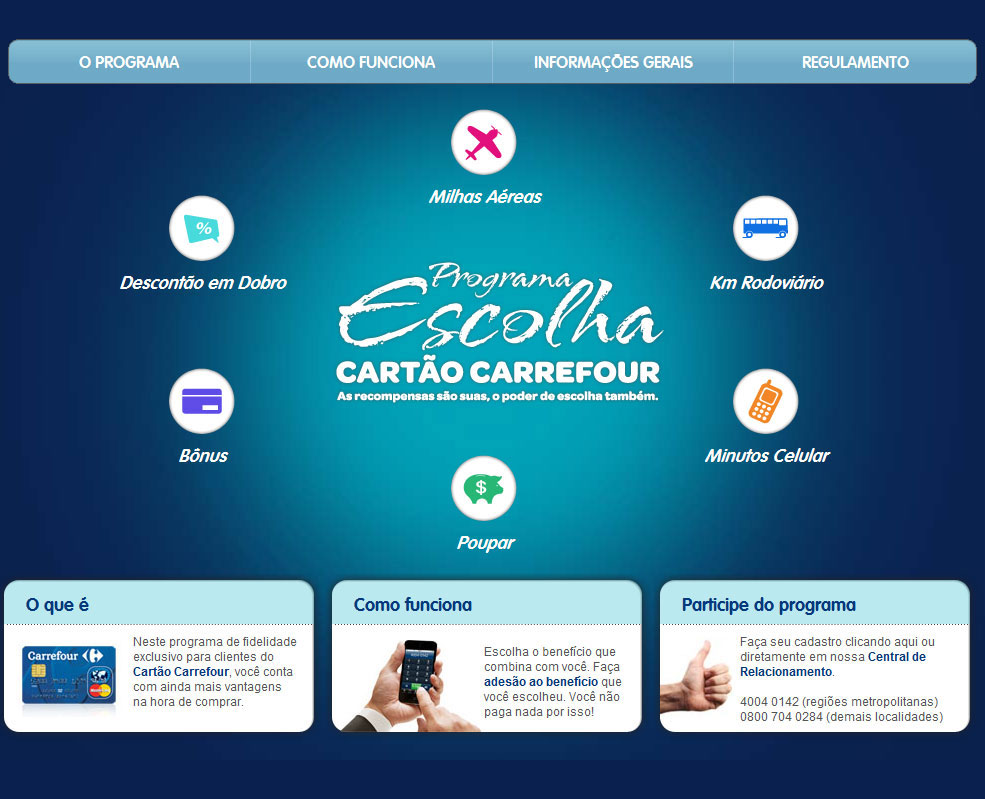 O PROGRAMA
COMO FUNCIONA
INFORMAÇÕES GERAIS
REGULAMENTO
Milhas Aéreas
%
Descontão em Dobro
Km Rodoviário
Programa
Escolha
CARTÃO CARREFOUR
As recompensas são suas, o poder de escolha também.
Bônus
Minutos Celular
$
Poupar
O que é
Carrefour
MasterCard
Neste programa de fidelidade
exclusivo para clientes do
Cartão Carrefour, você conta
com ainda mais vantagens
na hora de comprar.
Como funciona
Escolha o benefício que
combina com você. Faça
adesão ao benefício que
você escolheu. Você não
paga nada por isso!
Participe do programa
Faça seu cadastro clicando aqui ou
diretamente em nossa Central de
Relacionamento.
4004 0142 (regiões metropolitanas)
0800 704 0284 (demais localidades)